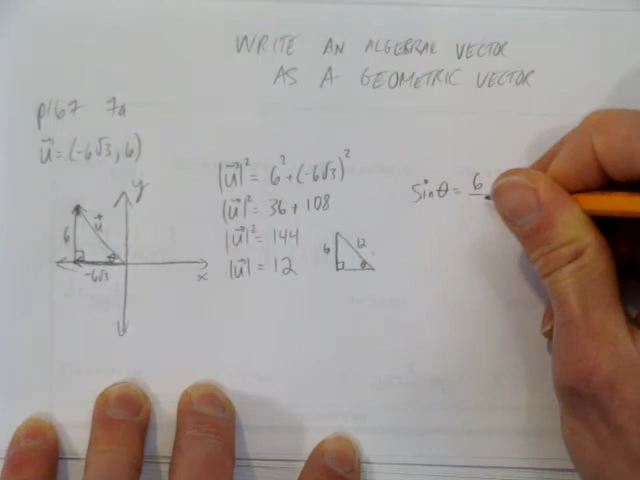 WRITE AN ALGEBRAIC VECTOR
AS A GEOMETRIC VECTOR
p167 7a
u⃗ = (-6√3, 6)
|u⃗|² = 6² + (-6√3)²
|u⃗|² = 36 + 108
|u⃗|² = 144
|u⃗| = 12
y
6
u⃗
-6√3
x
6
12
θ
sinθ = 6